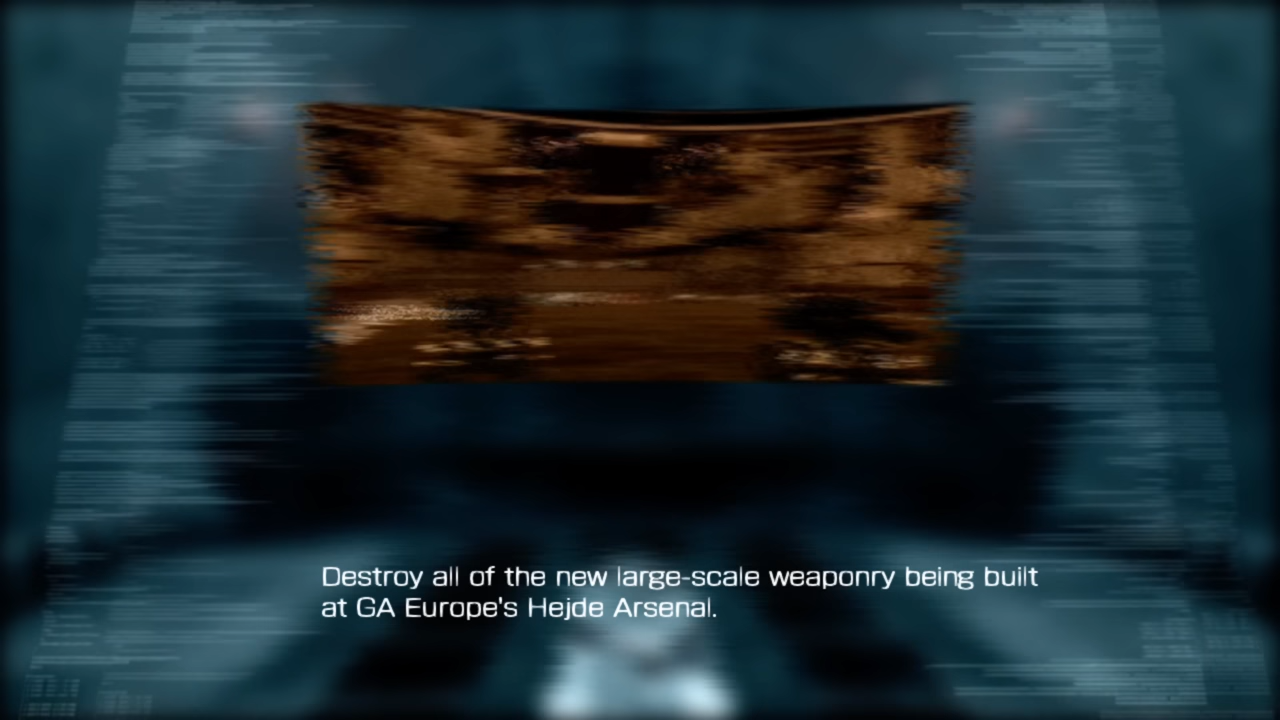 Destroy all of the new large-scale weaponry being built
at GA Europe's Hejde Arsenal.